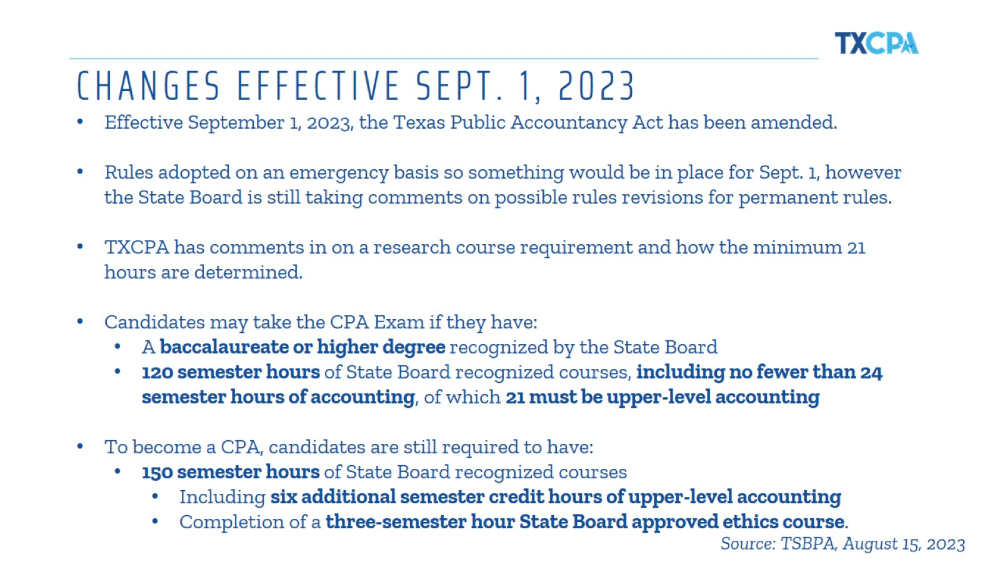 TXCPA
CHANGES EFFECTIVE SEPT. 1, 2023
• Effective September 1, 2023, the Texas Public Accountancy Act has been amended.
• Rules adopted on an emergency basis so something would be in place for Sept. 1, however
the State Board is still taking comments on possible rules revisions for permanent rules.
• TXCPA has comments in on a research course requirement and how the minimum 21
hours are determined.
• Candidates may take the CPA Exam if they have:
• A baccalaureate or higher degree recognized by the State Board
• 120 semester hours of State Board recognized courses, including no fewer than 24
semester hours of accounting, of which 21 must be upper-level accounting
• To become a CPA, candidates are still required to have:
• 150 semester hours of State Board recognized courses
• Including six additional semester credit hours of upper-level accounting
• Completion of a three-semester hour State Board approved ethics course.
Source: TSBPA, August 15, 2023